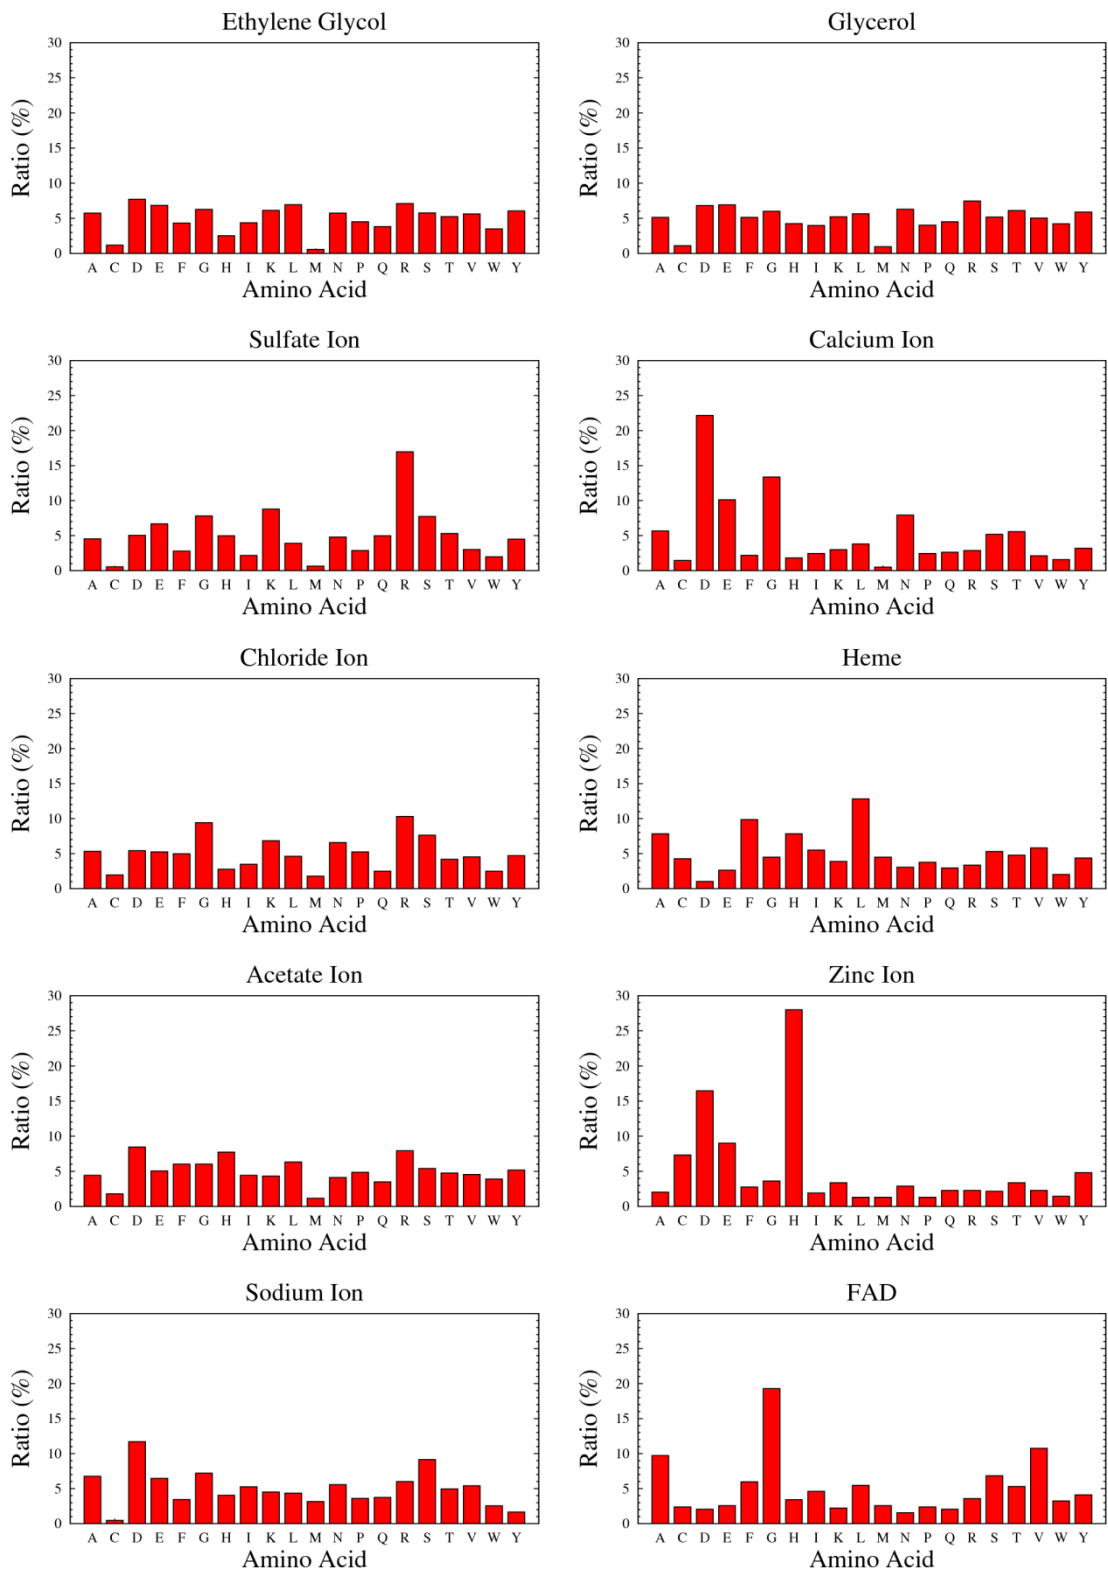 Ethylene Glycol
Ratio (%)
30
25
20
15
10
5
0
A C D E F G H I K L M N P Q R S T V W Y
Amino Acid
Glycerol
Ratio (%)
30
25
20
15
10
5
0
A C D E F G H I K L M N P Q R S T V W Y
Amino Acid
Sulfate Ion
Ratio (%)
30
25
20
15
10
5
0
A C D E F G H I K L M N P Q R S T V W Y
Amino Acid
Calcium Ion
Ratio (%)
30
25
20
15
10
5
0
A C D E F G H I K L M N P Q R S T V W Y
Amino Acid
Chloride Ion
Ratio (%)
30
25
20
15
10
5
0
A C D E F G H I K L M N P Q R S T V W Y
Amino Acid
Heme
Ratio (%)
30
25
20
15
10
5
0
A C D E F G H I K L M N P Q R S T V W Y
Amino Acid
Acetate Ion
Ratio (%)
30
25
20
15
10
5
0
A C D E F G H I K L M N P Q R S T V W Y
Amino Acid
Zinc Ion
Ratio (%)
30
25
20
15
10
5
0
A C D E F G H I K L M N P Q R S T V W Y
Amino Acid
Sodium Ion
Ratio (%)
30
25
20
15
10
5
0
A C D E F G H I K L M N P Q R S T V W Y
Amino Acid
FAD
Ratio (%)
30
25
20
15
10
5
0
A C D E F G H I K L M N P Q R S T V W Y
Amino Acid